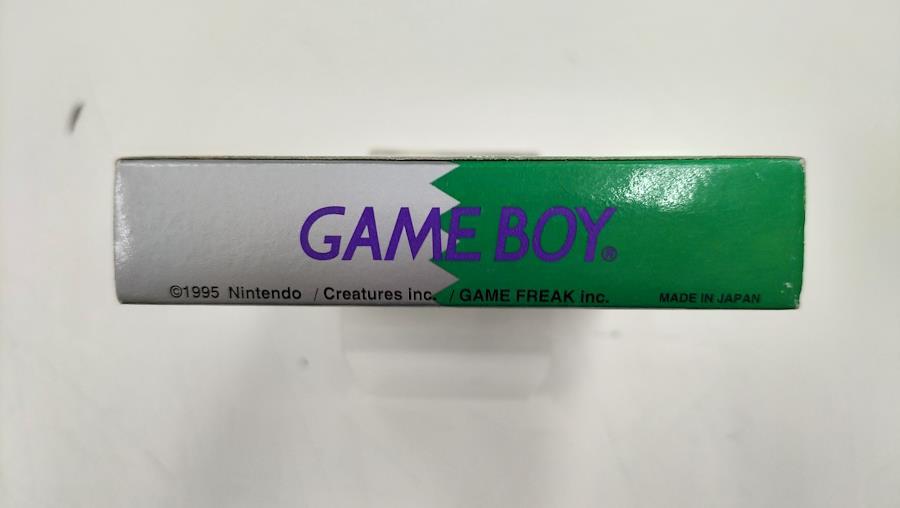 GAME BOY®
©1995 Nintendo / Creatures inc. / GAME FREAK inc. MADE IN JAPAN